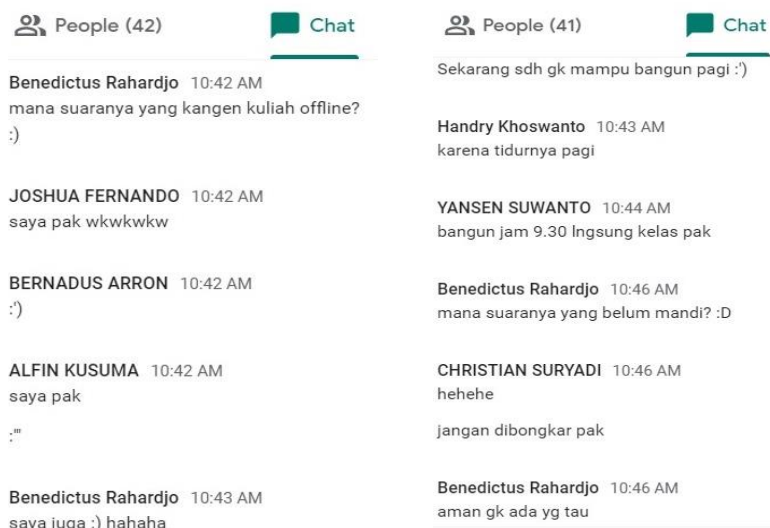 People (42)
Chat
Benedictus Rahardjo 10:42 AM
mana suaranya yang kangen kuliah offline?
:)
JOSHUA FERNANDO 10:42 AM
saya pak wkwkwkw
BERNADUS ARRON 10:42 AM
:')
ALFIN KUSUMA 10:42 AM
saya pak
:'"
Benedictus Rahardjo 10:43 AM
saya juga :) hahaha
People (41)
Chat
Sekarang sdh gk mampu bangun pagi :')
Handry Khoswanto 10:43 AM
karena tidurnya pagi
YANSEN SUWANTO 10:44 AM
bangun jam 9.30 lngsung kelas pak
Benedictus Rahardjo 10:46 AM
mana suaranya yang belum mandi? :D
CHRISTIAN SURYADI 10:46 AM
hehehe
jangan dibongkar pak
Benedictus Rahardjo 10:46 AM
aman gk ada yg tau